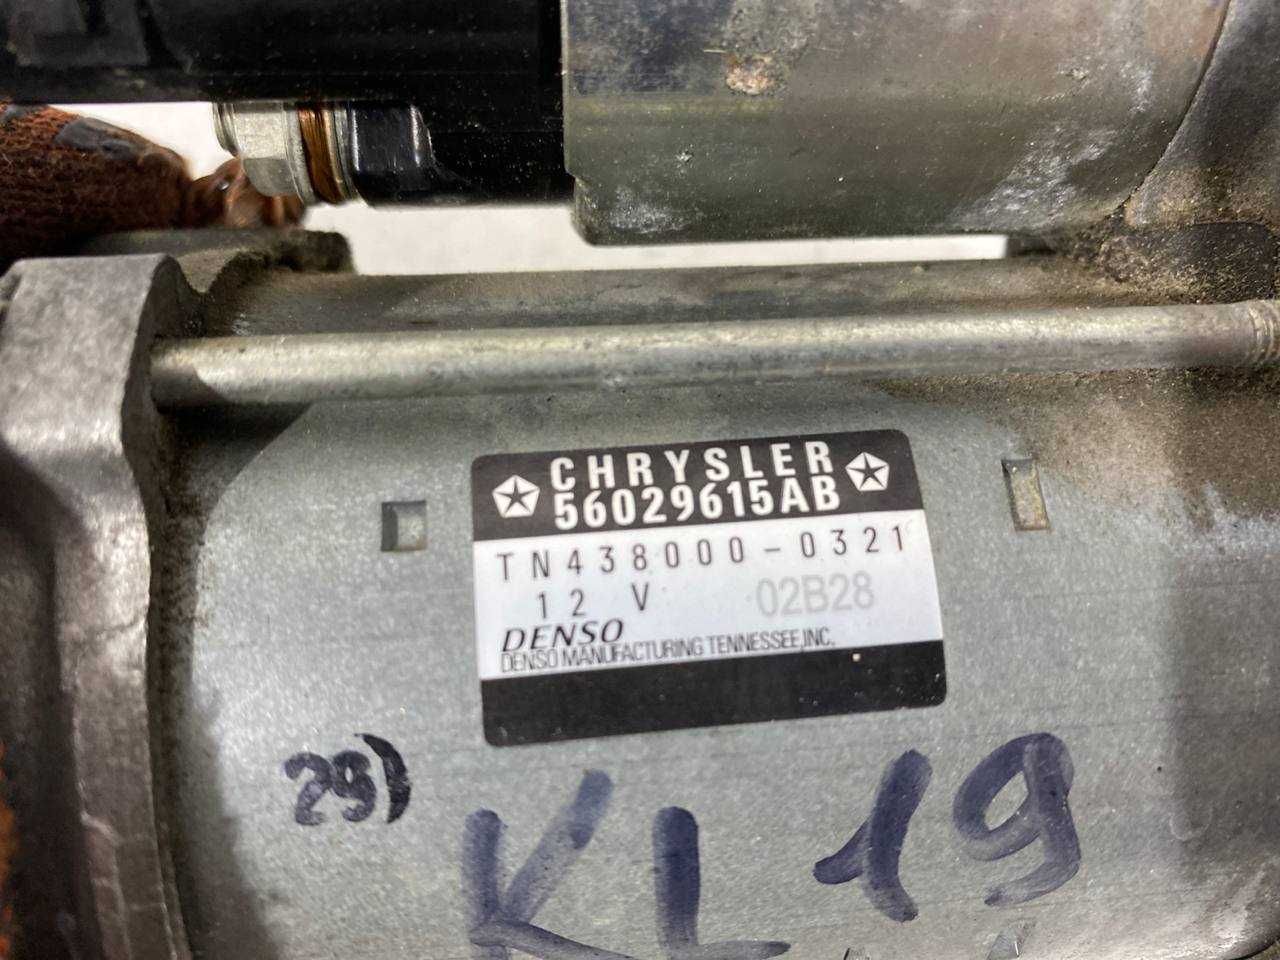 CHRYSLER
56029615AB
TN438000-0321
12 V 02B28
DENSO
DENSO MANUFACTURING TENNESSEE,INC.
29)
KL 19